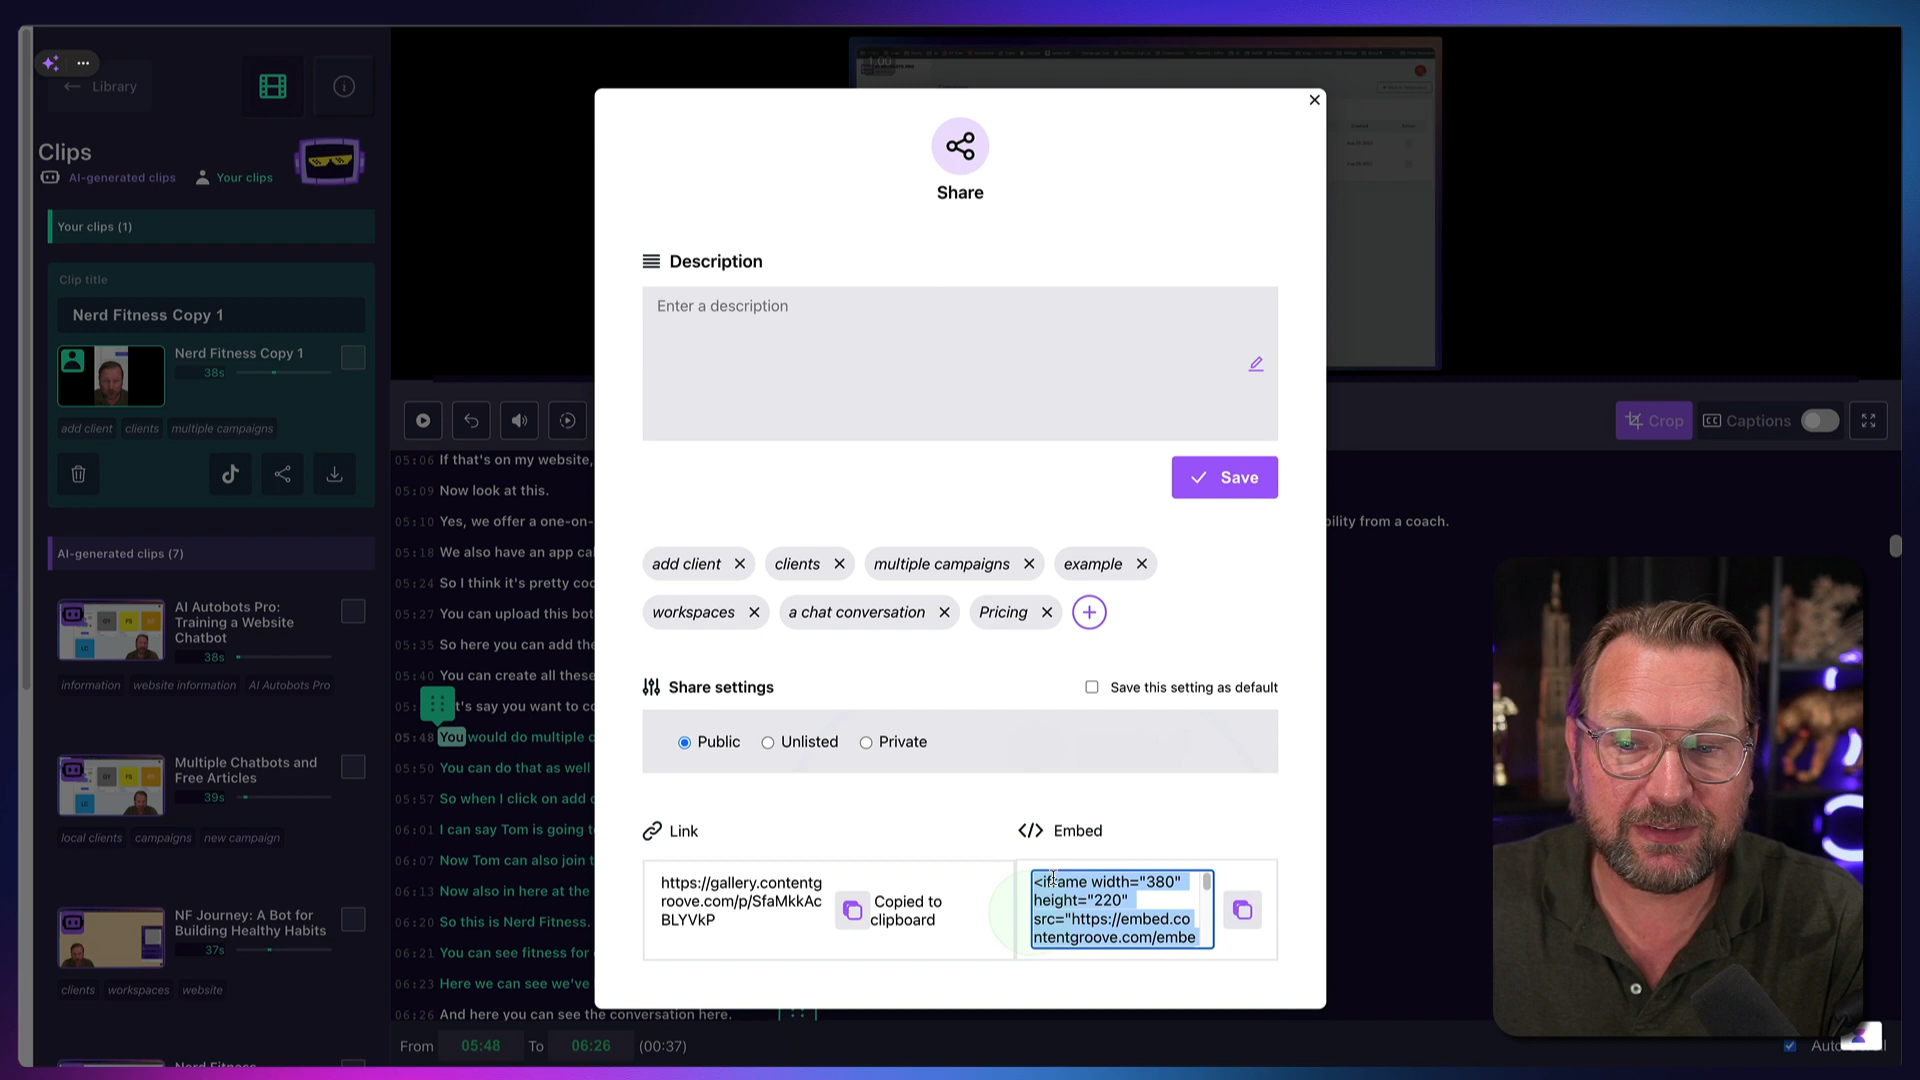 Library
Clips
AI-generated clips
Your clips
Your clips (1)
Clip title
Nerd Fitness Copy 1
Nerd Fitness Copy 1
38s
add client
clients
multiple campaigns
AI-generated clips (7)
AI Autobots Pro:
Training a Website
Chatbot
38s
information
website information
AI Autobots Pro
Multiple Chatbots and
Free Articles
39s
local clients
campaigns
new campaign
NF Journey: A Bot for
Building Healthy Habits
37s
clients
workspaces
website
Nerd Fitness
1.00
Crop
CC Captions
05:06 If that's on my website,
05:09 Now look at this.
05:10 Yes, we offer a one-on-
bility from a coach.
05:18 We also have an app cal
05:24 So I think it's pretty coo
05:27 You can upload this bot
05:35 So here you can add the
05:40 You can create all these
05: t's say you want to co
05:48 You would do multiple c
05:50 You can do that as well
05:57 So when I click on add c
06:01 I can say Tom is going t
06:07 Now Tom can also join t
06:13 Now also in here at the
06:20 So this is Nerd Fitness.
06:21 You can see fitness for
06:23 Here we can see we've
06:26 And here you can see the conversation here.
From 05:48 To 06:26 (00:37)
Auto
Share
Description
Enter a description
Save
add client
clients
multiple campaigns
example
workspaces
a chat conversation
Pricing
Share settings
Save this setting as default
Public
Unlisted
Private
Link
</> Embed
https://gallery.contentg
roove.com/p/SfaMkkAc
BLYVkP
Copied to
clipboard
<iframe width="380"
height="220"
src="https://embed.co
ntentgroove.com/embe